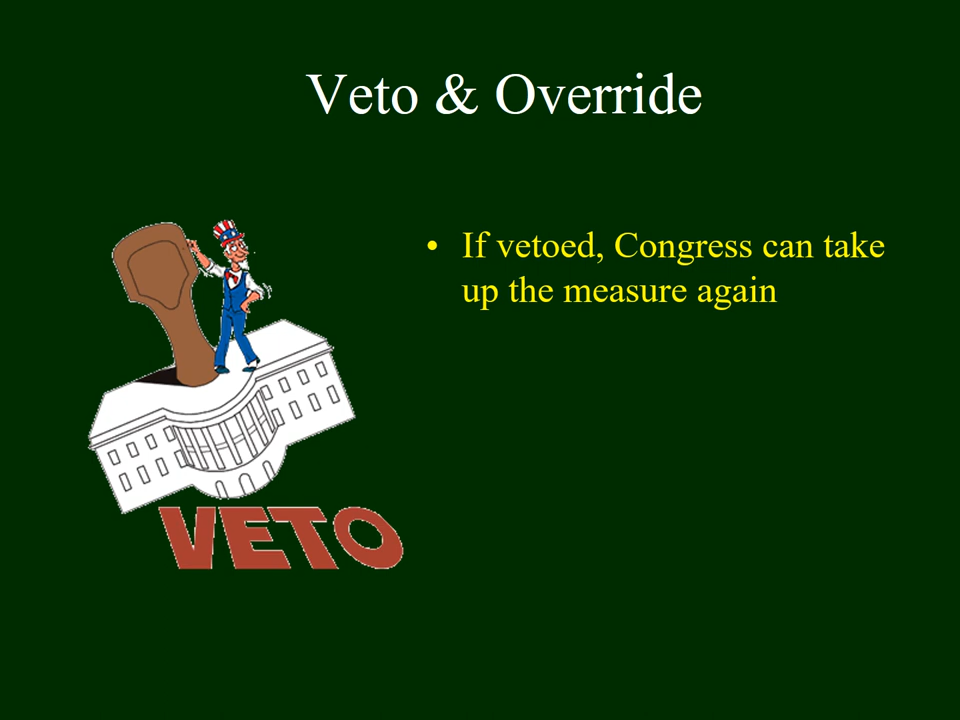 Veto & Override
• If vetoed, Congress can take
up the measure again
VETO